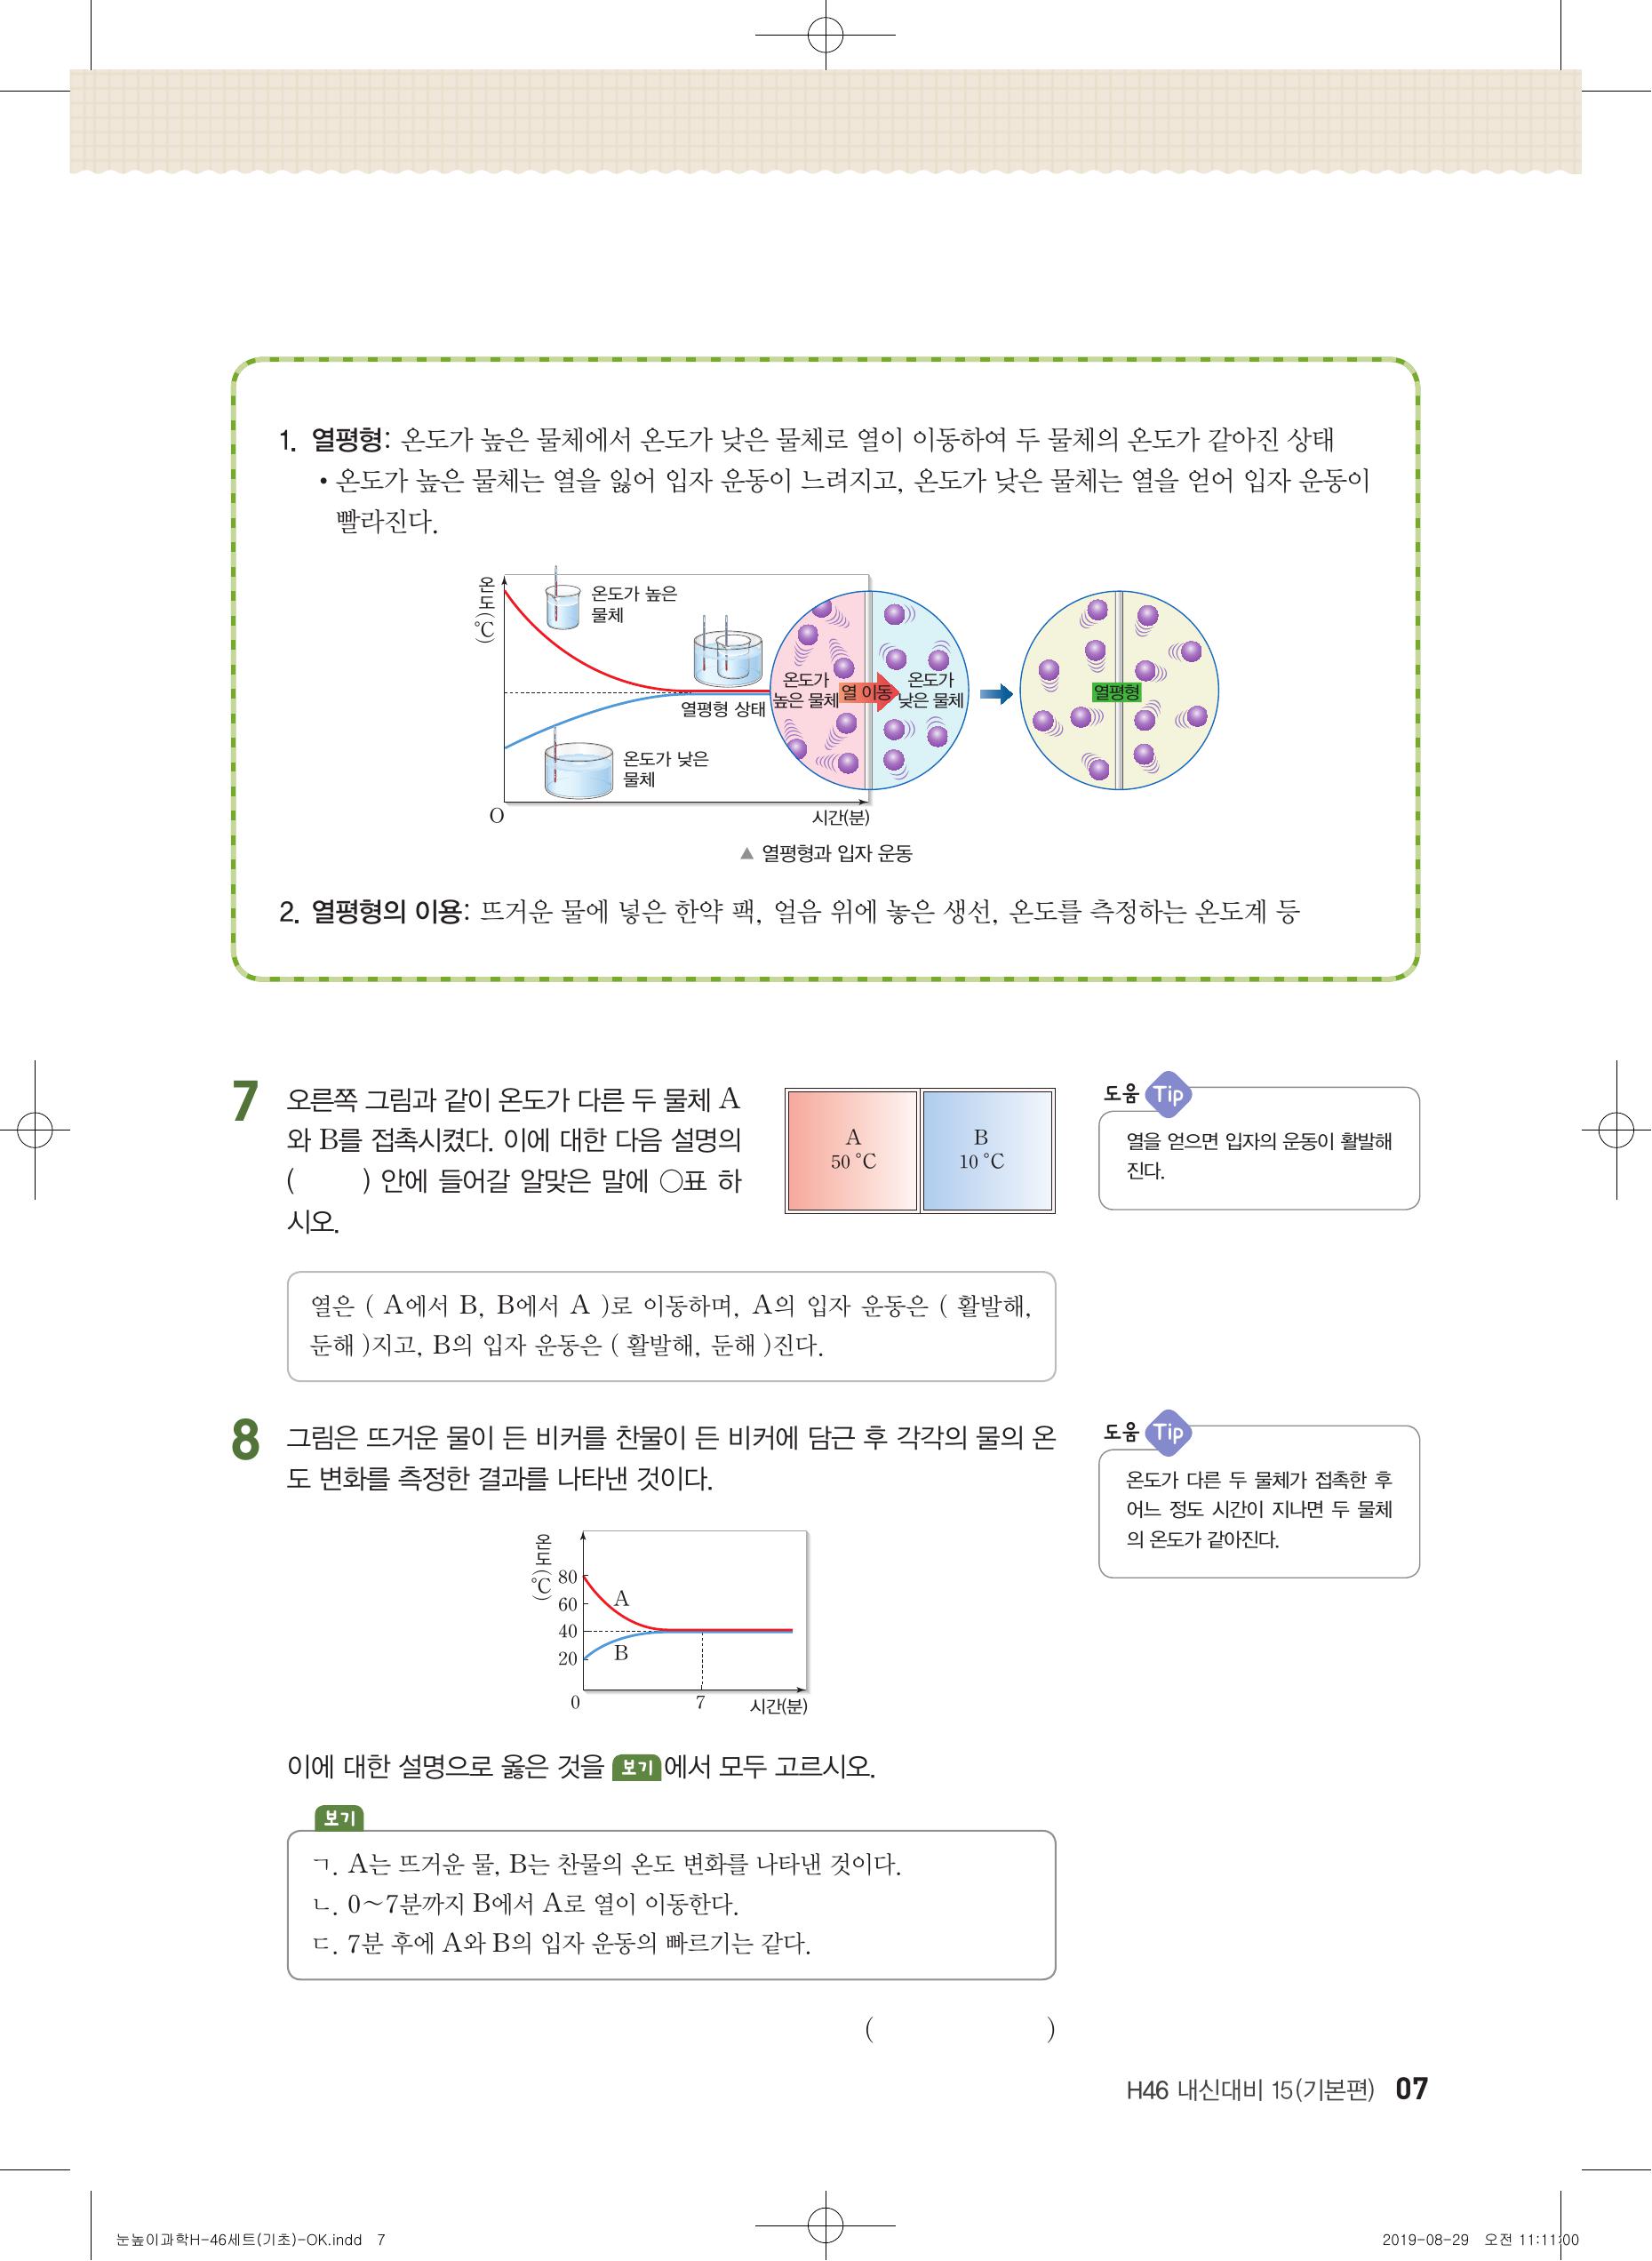 1. 열평형: 온도가 높은 물체에서 온도가 낮은 물체로 열이 이동하여 두 물체의 온도가 같아진 상태
• 온도가 높은 물체는 열을 잃어 입자 운동이 느려지고, 온도가 낮은 물체는 열을 얻어 입자 운동이
빨라진다.
온도(℃)
온도가 높은
물체
열평형 상태
온도가 낮은
물체
O
시간(분)
온도가
높은 물체
열 이동
온도가
낮은 물체
열평형
▲ 열평형과 입자 운동
2. 열평형의 이용: 뜨거운 물에 넣은 한약 팩, 얼음 위에 놓은 생선, 온도를 측정하는 온도계 등
7
오른쪽 그림과 같이 온도가 다른 두 물체 A
와 B를 접촉시켰다. 이에 대한 다음 설명의
( ) 안에 들어갈 알맞은 말에 ○표 하
시오.
A
50 ℃
B
10 ℃
도움 Tip
열을 얻으면 입자의 운동이 활발해
진다.
열은 ( A에서 B, B에서 A )로 이동하며, A의 입자 운동은 ( 활발해,
둔해 )지고, B의 입자 운동은 ( 활발해, 둔해 )진다.
8
그림은 뜨거운 물이 든 비커를 찬물이 든 비커에 담근 후 각각의 물의 온
도 변화를 측정한 결과를 나타낸 것이다.
도움 Tip
온도가 다른 두 물체가 접촉한 후
어느 정도 시간이 지나면 두 물체
의 온도가 같아진다.
온도(℃)
80
60
40
20
A
B
0
7
시간(분)
이에 대한 설명으로 옳은 것을 보기에서 모두 고르시오.
보기
ㄱ. A는 뜨거운 물, B는 찬물의 온도 변화를 나타낸 것이다.
ㄴ. 0～7분까지 B에서 A로 열이 이동한다.
ㄷ. 7분 후에 A와 B의 입자 운동의 빠르기는 같다.
( )
H46 내신대비 15(기본편) 07
눈높이과학H-46세트(기초)-OK.indd 7
2019-08-29 오전 11:11:00